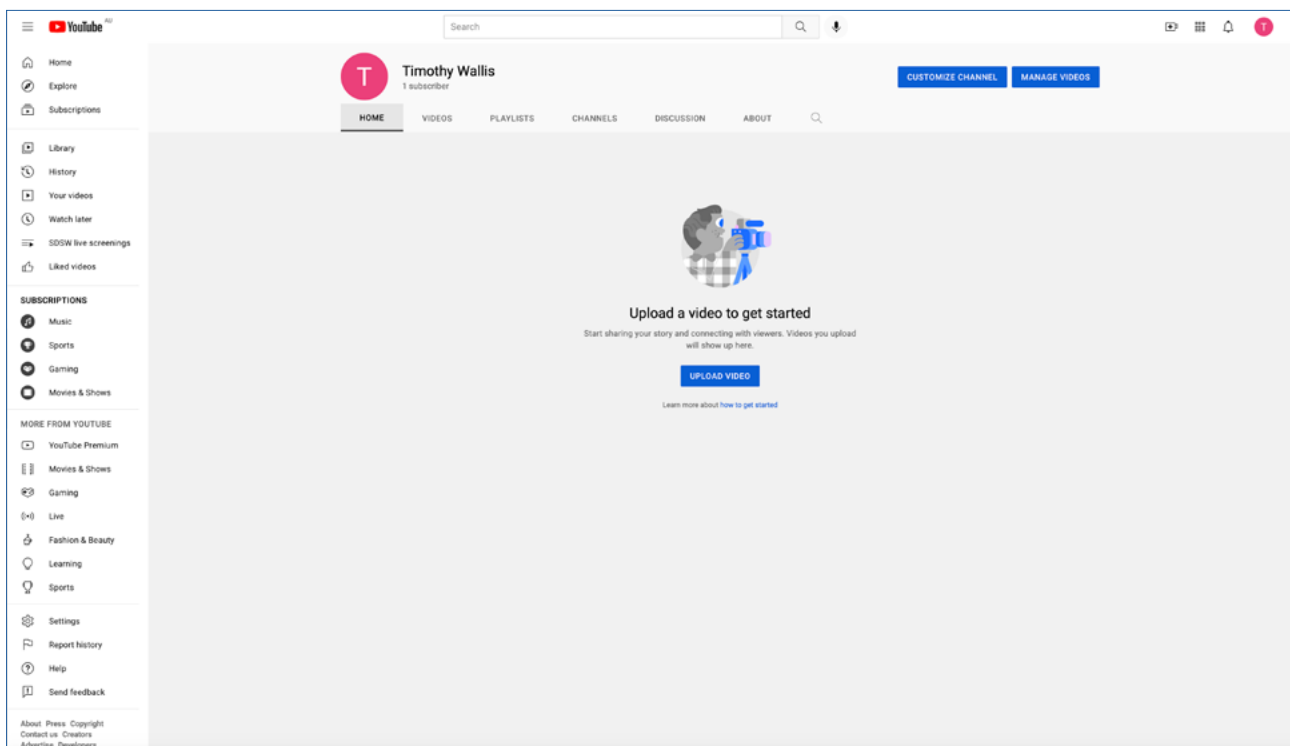 YouTube AU
Search
T
Home
Explore
Subscriptions
Library
History
Your videos
Watch later
SDSW live screenings
Liked videos
SUBSCRIPTIONS
Music
Sports
Gaming
Movies & Shows
MORE FROM YOUTUBE
YouTube Premium
Movies & Shows
Gaming
Live
Fashion & Beauty
Learning
Sports
Settings
Report history
Help
Send feedback
About Press Copyright
Contact us Creators
Advertise Developers
T
Timothy Wallis
1 subscriber
CUSTOMIZE CHANNEL
MANAGE VIDEOS
HOME VIDEOS PLAYLISTS CHANNELS DISCUSSION ABOUT
Upload a video to get started
Start sharing your story and connecting with viewers. Videos you upload
will show up here.
UPLOAD VIDEO
Learn more about how to get started